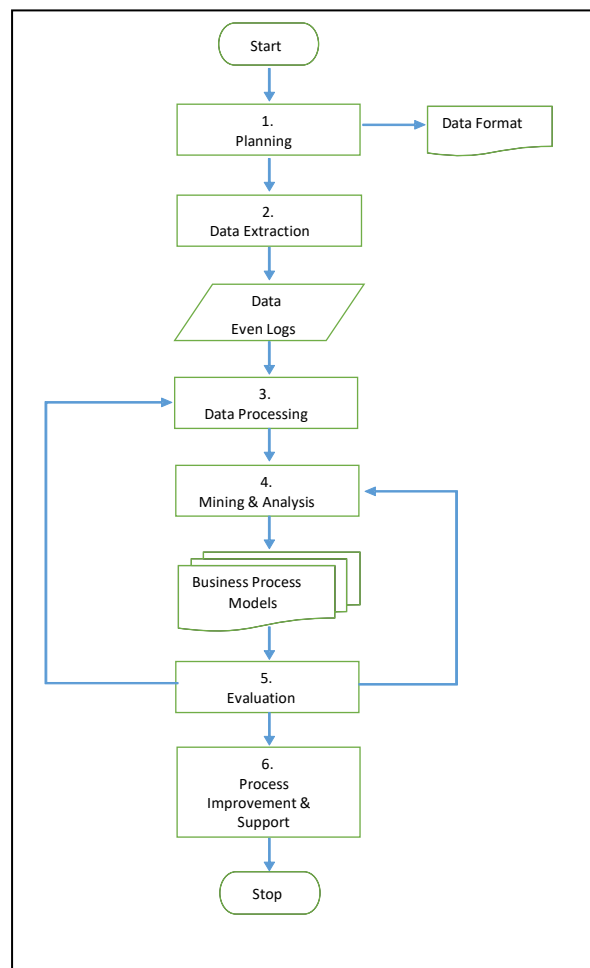 Start
1.
Planning
Data Format
2.
Data Extraction
Data
Even Logs
3.
Data Processing
4.
Mining & Analysis
Business Process
Models
5.
Evaluation
6.
Process
Improvement &
Support
Stop